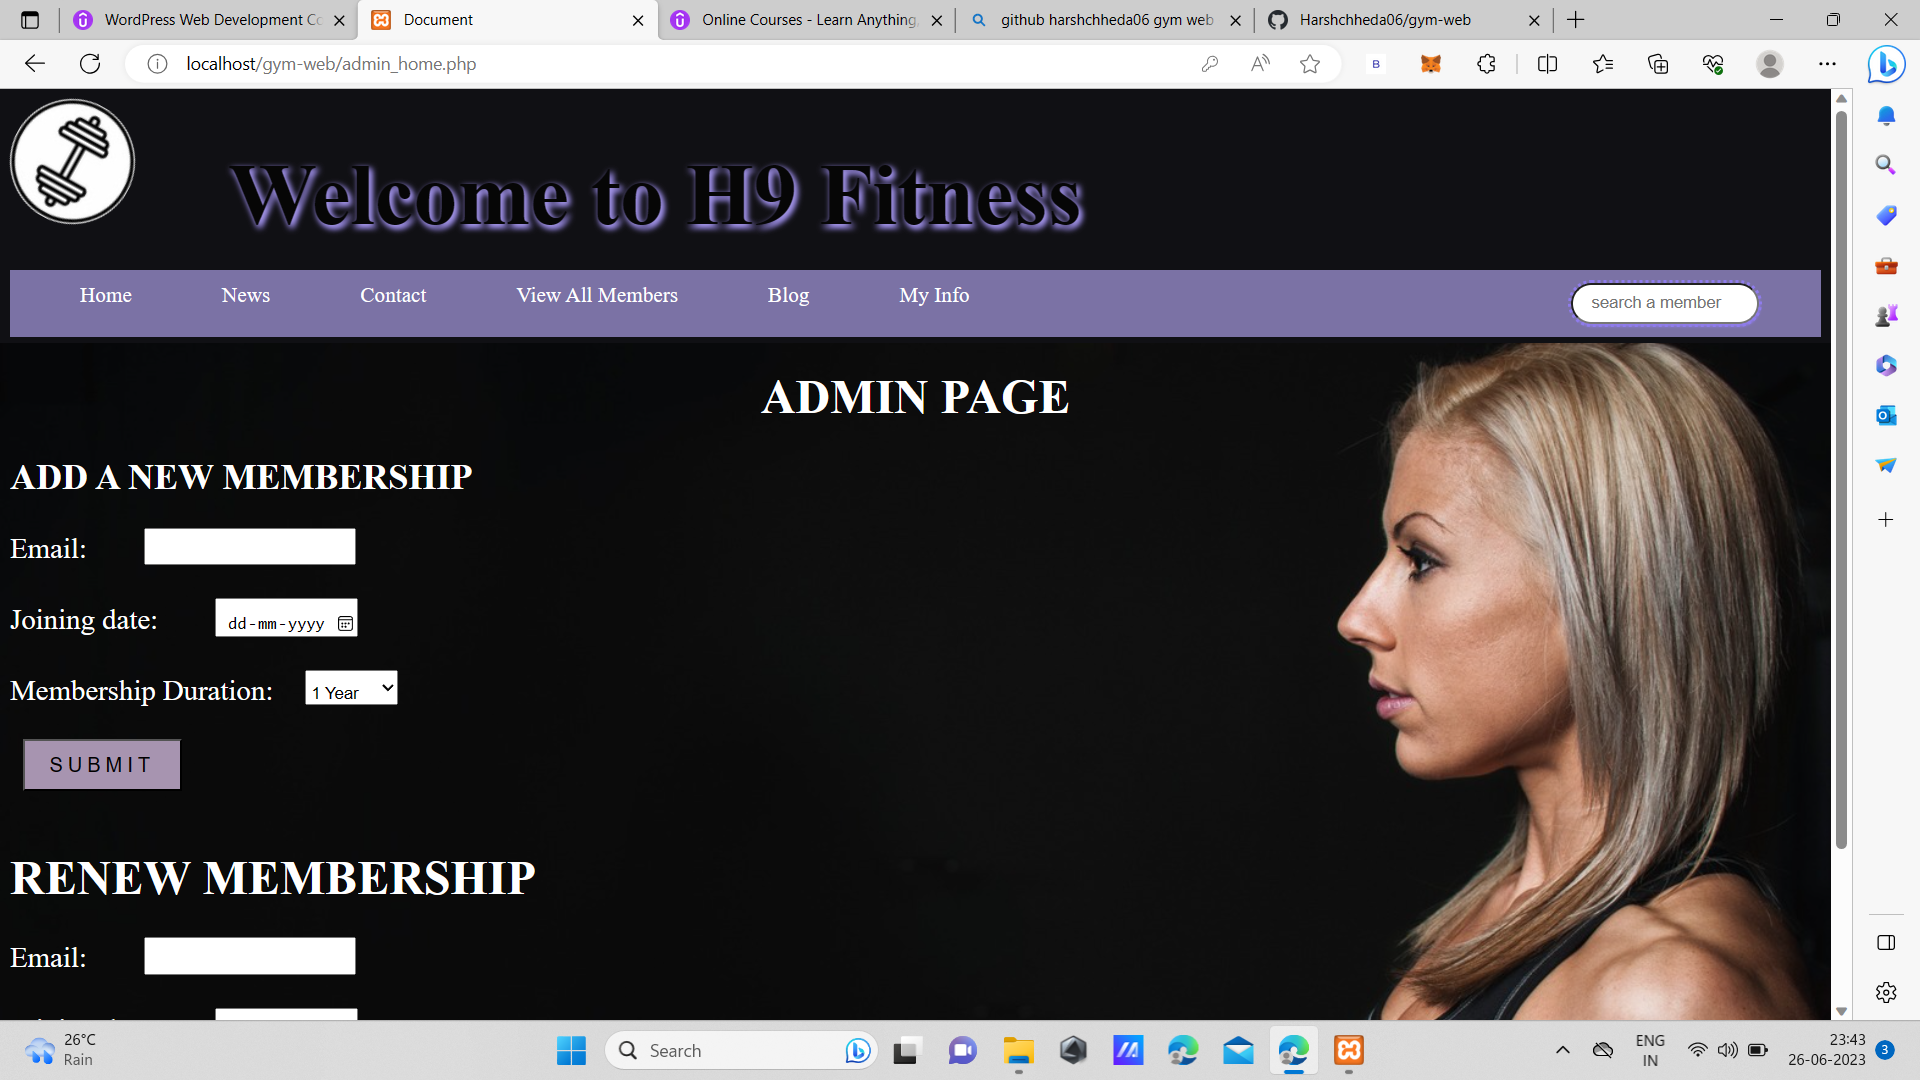 WordPress Web Development Co
Document
Online Courses - Learn Anything,
github harshchheda06 gym web
Harshchheda06/gym-web
localhost/gym-web/admin_home.php
Welcome to H9 Fitness
Home
News
Contact
View All Members
Blog
My Info
search a member
ADMIN PAGE
ADD A NEW MEMBERSHIP
Email:
Joining date:
dd-mm-yyyy
Membership Duration:
1 Year
SUBMIT
RENEW MEMBERSHIP
Email:
26°C
Rain
Search
ENG
IN
23:43
26-06-2023
3